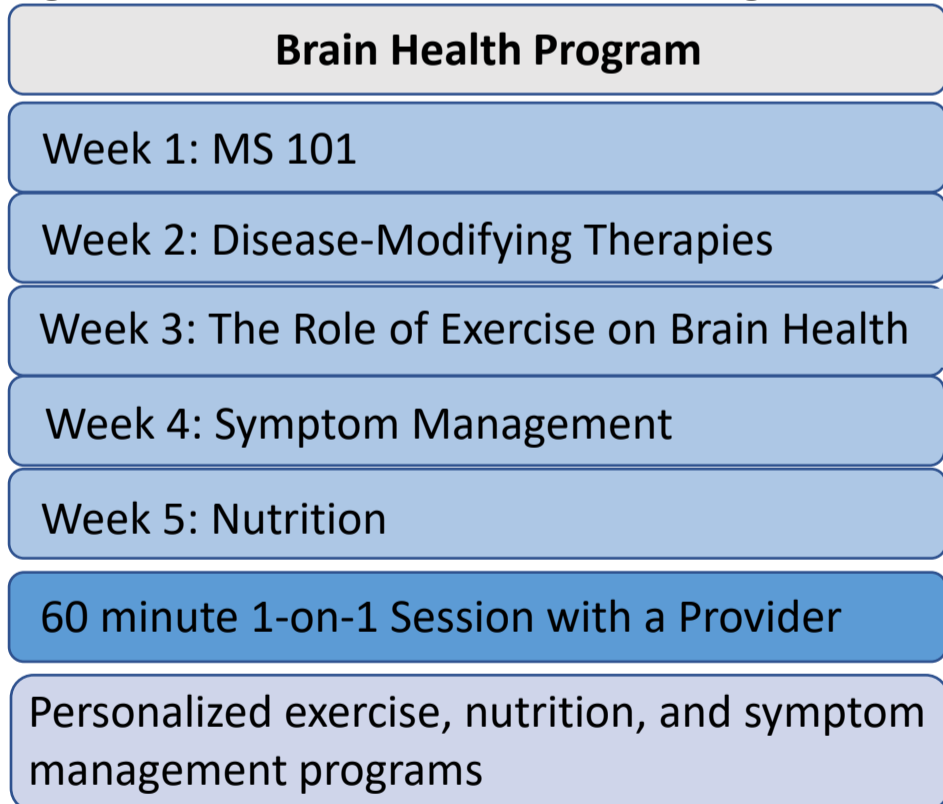 Brain Health Program
Week 1: MS 101
Week 2: Disease-Modifying Therapies
Week 3: The Role of Exercise on Brain Health
Week 4: Symptom Management
Week 5: Nutrition
60 minute 1-on-1 Session with a Provider
Personalized exercise, nutrition, and symptom
management programs